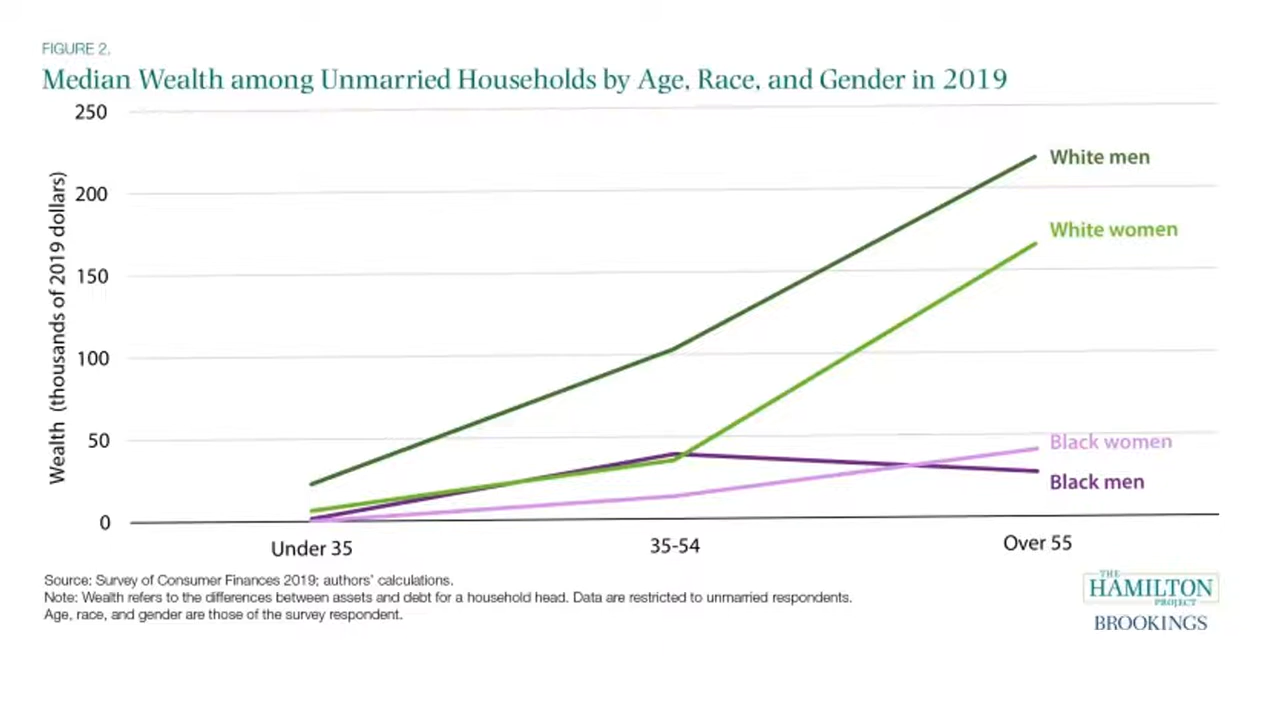 FIGURE 2.
Median Wealth among Unmarried Households by Age, Race, and Gender in 2019
250
200
150
100
50
0
Wealth (thousands of 2019 dollars)
White men
White women
Black women
Black men
Under 35
35-54
Over 55
Source: Survey of Consumer Finances 2019; authors' calculations.
Note: Wealth refers to the differences between assets and debt for a household head. Data are restricted to unmarried respondents.
Age, race, and gender are those of the survey respondent.
THE
HAMILTON
PROJECT
BROOKINGS